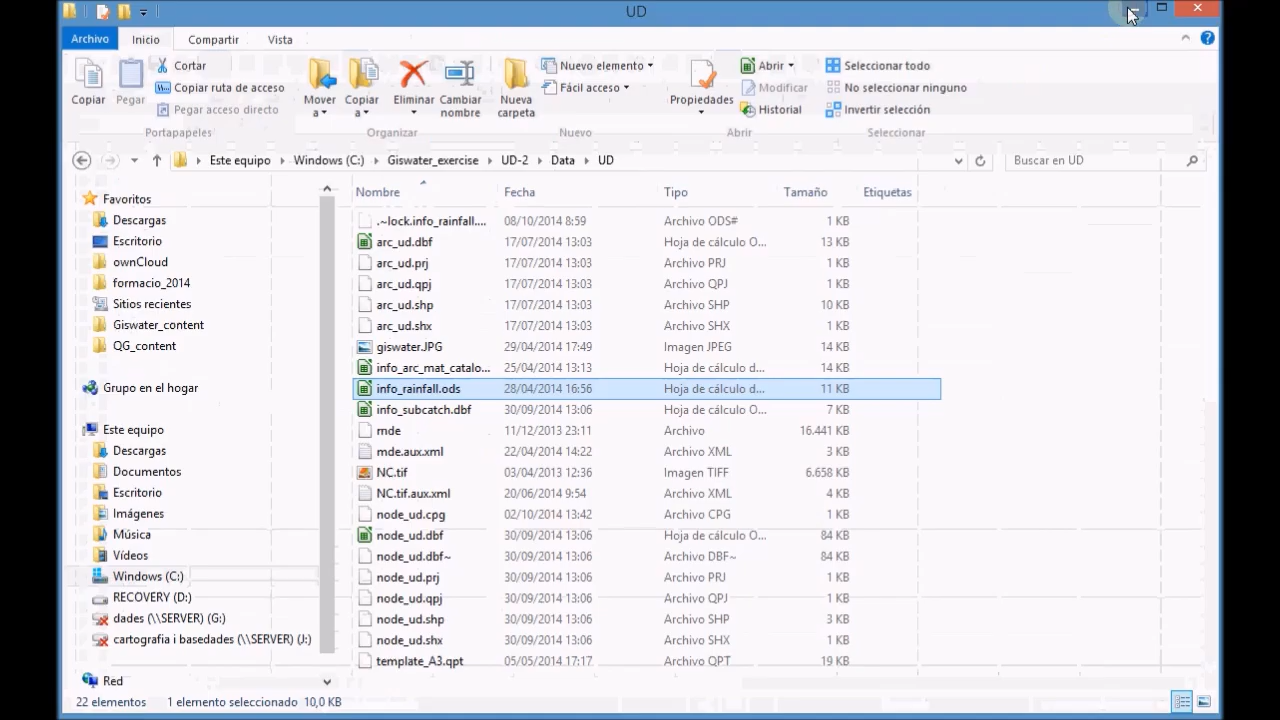 UD
Archivo Inicio Compartir Vista
Copiar
Pegar
Cortar
Copiar ruta de acceso
Pegar acceso directo
Portapapeles
Mover a
Copiar a
Eliminar
Cambiar nombre
Organizar
Nueva carpeta
Nuevo elemento
Fácil acceso
Nuevo
Propiedades
Abrir
Modificar
Historial
Abrir
Seleccionar todo
No seleccionar ninguno
Invertir selección
Seleccionar
Este equipo Windows (C:) Giswater_exercise UD-2 Data UD
Buscar en UD
Favoritos
Descargas
Escritorio
ownCloud
formacio_2014
Sitios recientes
Giswater_content
QG_content
Grupo en el hogar
Este equipo
Descargas
Documentos
Escritorio
Imágenes
Música
Vídeos
Windows (C:)
RECOVERY (D:)
dades (\\SERVER) (G:)
cartografia i basedades (\\SERVER) (J:)
Red
Nombre Fecha Tipo Tamaño Etiquetas
.~lock.info_rainfall.... 08/10/2014 8:59 Archivo ODS# 1 KB
arc_ud.dbf 17/07/2014 13:03 Hoja de cálculo O... 13 KB
arc_ud.prj 17/07/2014 13:03 Archivo PRJ 1 KB
arc_ud.qpj 17/07/2014 13:03 Archivo QPJ 1 KB
arc_ud.shp 17/07/2014 13:03 Archivo SHP 10 KB
arc_ud.shx 17/07/2014 13:03 Archivo SHX 1 KB
giswater.JPG 29/04/2014 17:49 Imagen JPEG 14 KB
info_arc_mat_catalo... 25/04/2014 13:13 Hoja de cálculo d... 14 KB
info_rainfall.ods 28/04/2014 16:56 Hoja de cálculo d... 11 KB
info_subcatch.dbf 30/09/2014 13:06 Hoja de cálculo O... 7 KB
mde 11/12/2013 23:11 Archivo 16.441 KB
mde.aux.xml 22/04/2014 14:22 Archivo XML 3 KB
NC.tif 03/04/2013 12:36 Imagen TIFF 6.658 KB
NC.tif.aux.xml 20/06/2014 9:54 Archivo XML 4 KB
node_ud.cpg 02/10/2014 13:42 Archivo CPG 1 KB
node_ud.dbf 30/09/2014 13:06 Hoja de cálculo O... 84 KB
node_ud.dbf~ 30/09/2014 13:06 Archivo DBF~ 84 KB
node_ud.prj 30/09/2014 13:06 Archivo PRJ 1 KB
node_ud.qpj 30/09/2014 13:06 Archivo QPJ 1 KB
node_ud.shp 30/09/2014 13:06 Archivo SHP 3 KB
node_ud.shx 30/09/2014 13:06 Archivo SHX 1 KB
template_A3.qpt 05/05/2014 17:17 Archivo QPT 19 KB
22 elementos 1 elemento seleccionado 10,0 KB